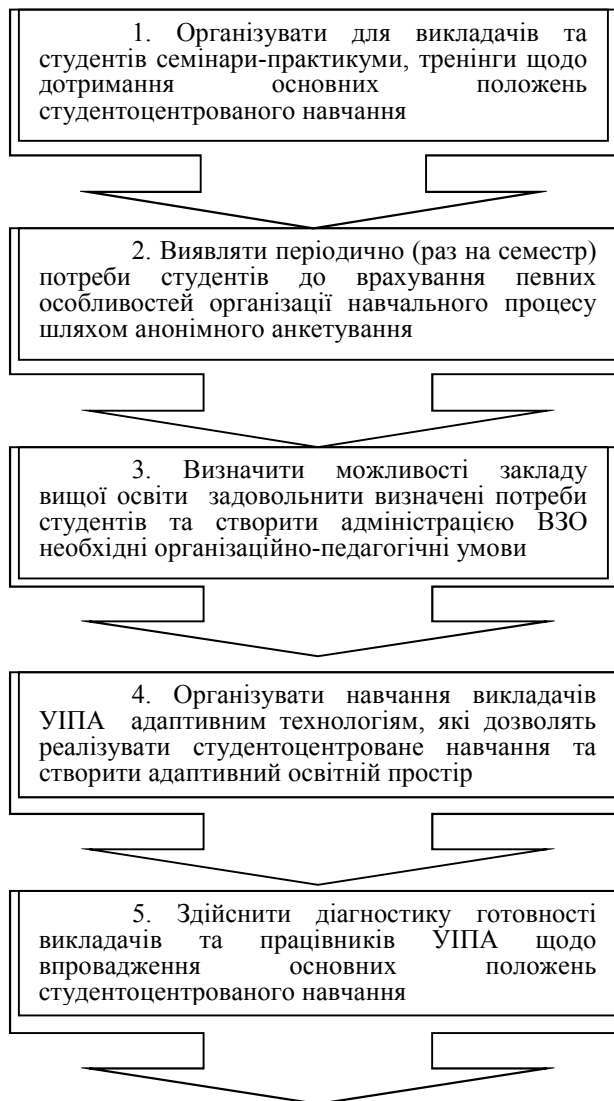 1. Організувати для викладачів та
студентів семінари-практикуми, тренінги щодо
дотримання основних положень
студентоцентрованого навчання
2. Виявляти періодично (раз на семестр)
потреби студентів до врахування певних
особливостей організації навчального процесу
шляхом анонімного анкетування
3. Визначити можливості закладу
вищої освіти задовольнити визначені потреби
студентів та створити адміністрацією ВЗО
необхідні організаційно-педагогічні умови
4. Організувати навчання викладачів
УІПА адаптивним технологіям, які дозволять
реалізувати студентоцентроване навчання та
створити адаптивний освітній простір
5. Здійснити діагностику готовності
викладачів та працівників УІПА щодо
впровадження основних положень
студентоцентрованого навчання